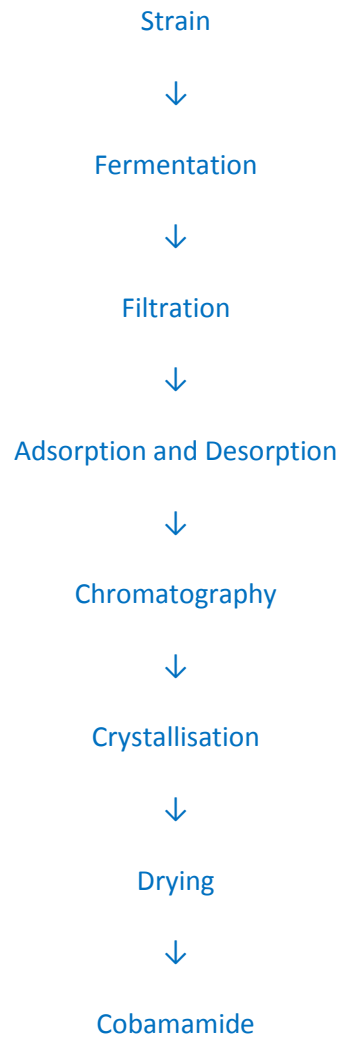 Strain
↓
Fermentation
↓
Filtration
↓
Adsorption and Desorption
↓
Chromatography
↓
Crystallisation
↓
Drying
↓
Cobamamide